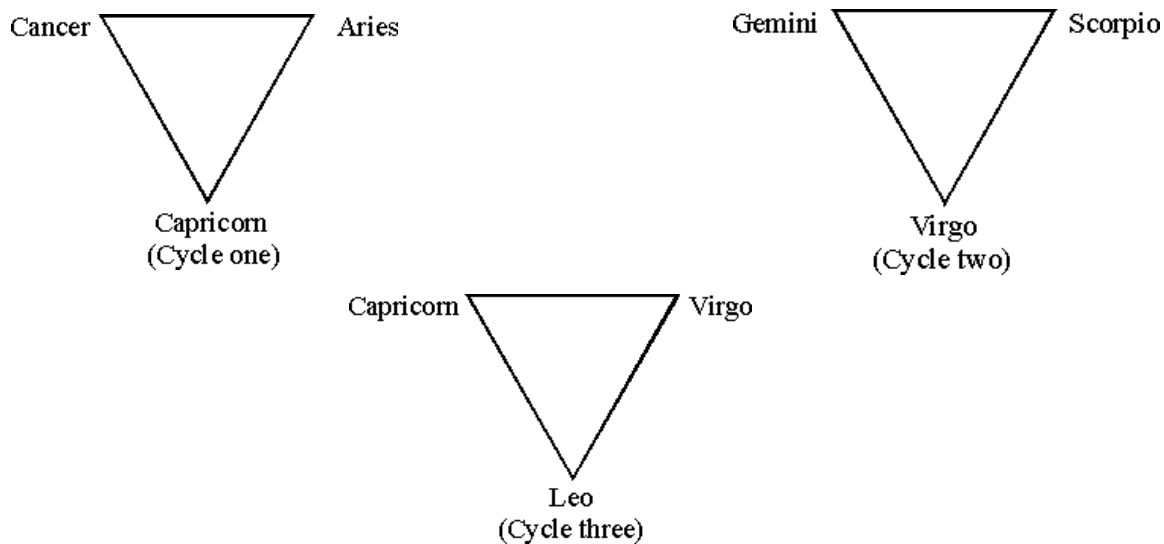 Cancer
Aries
Capricorn
(Cycle one)
Gemini
Scorpio
Virgo
(Cycle two)
Capricorn
Virgo
Leo
(Cycle three)